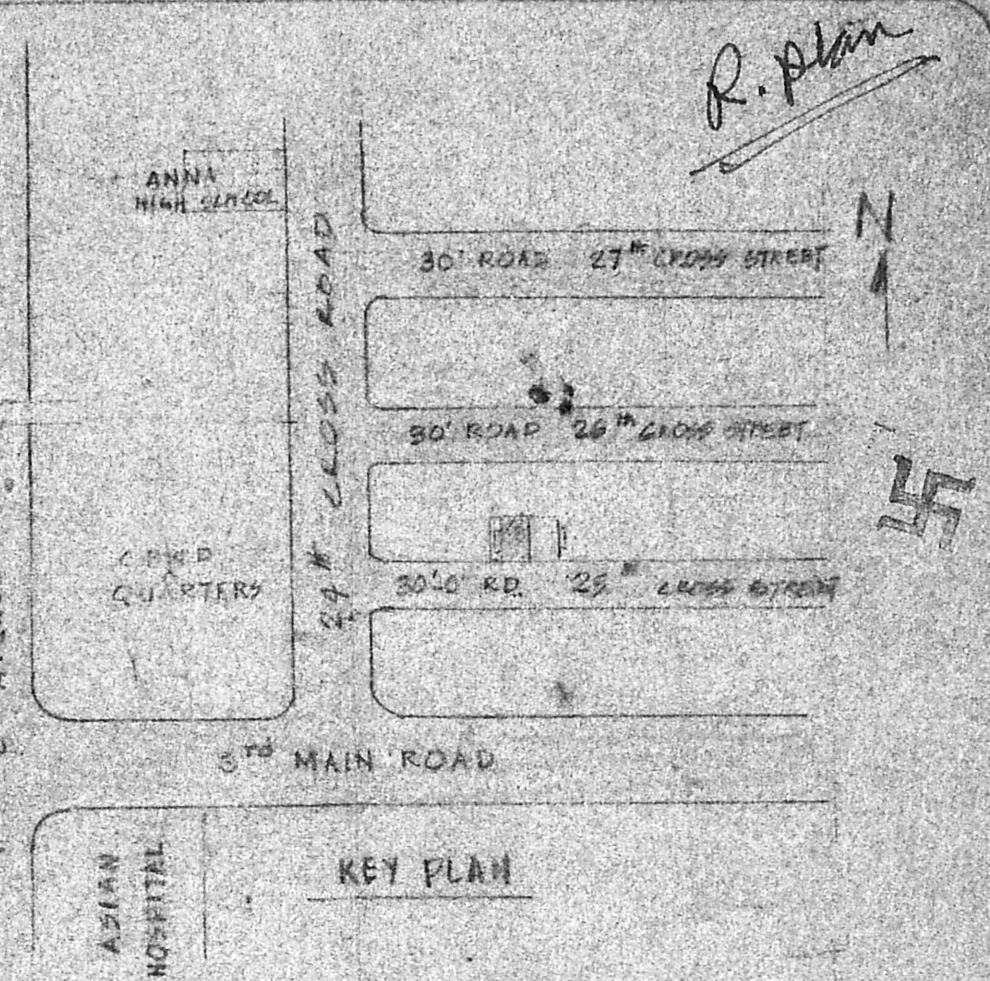 R. plan
ANNA
HIGH SCHOOL
N
30' ROAD 27th CROSS STREET
30' ROAD 26th CROSS STREET
24th CROSS ROAD
QUARTERS
30'0" RD. 25th CROSS STREET
3rd MAIN ROAD
KEY PLAN
ASIAN
HOSPITAL